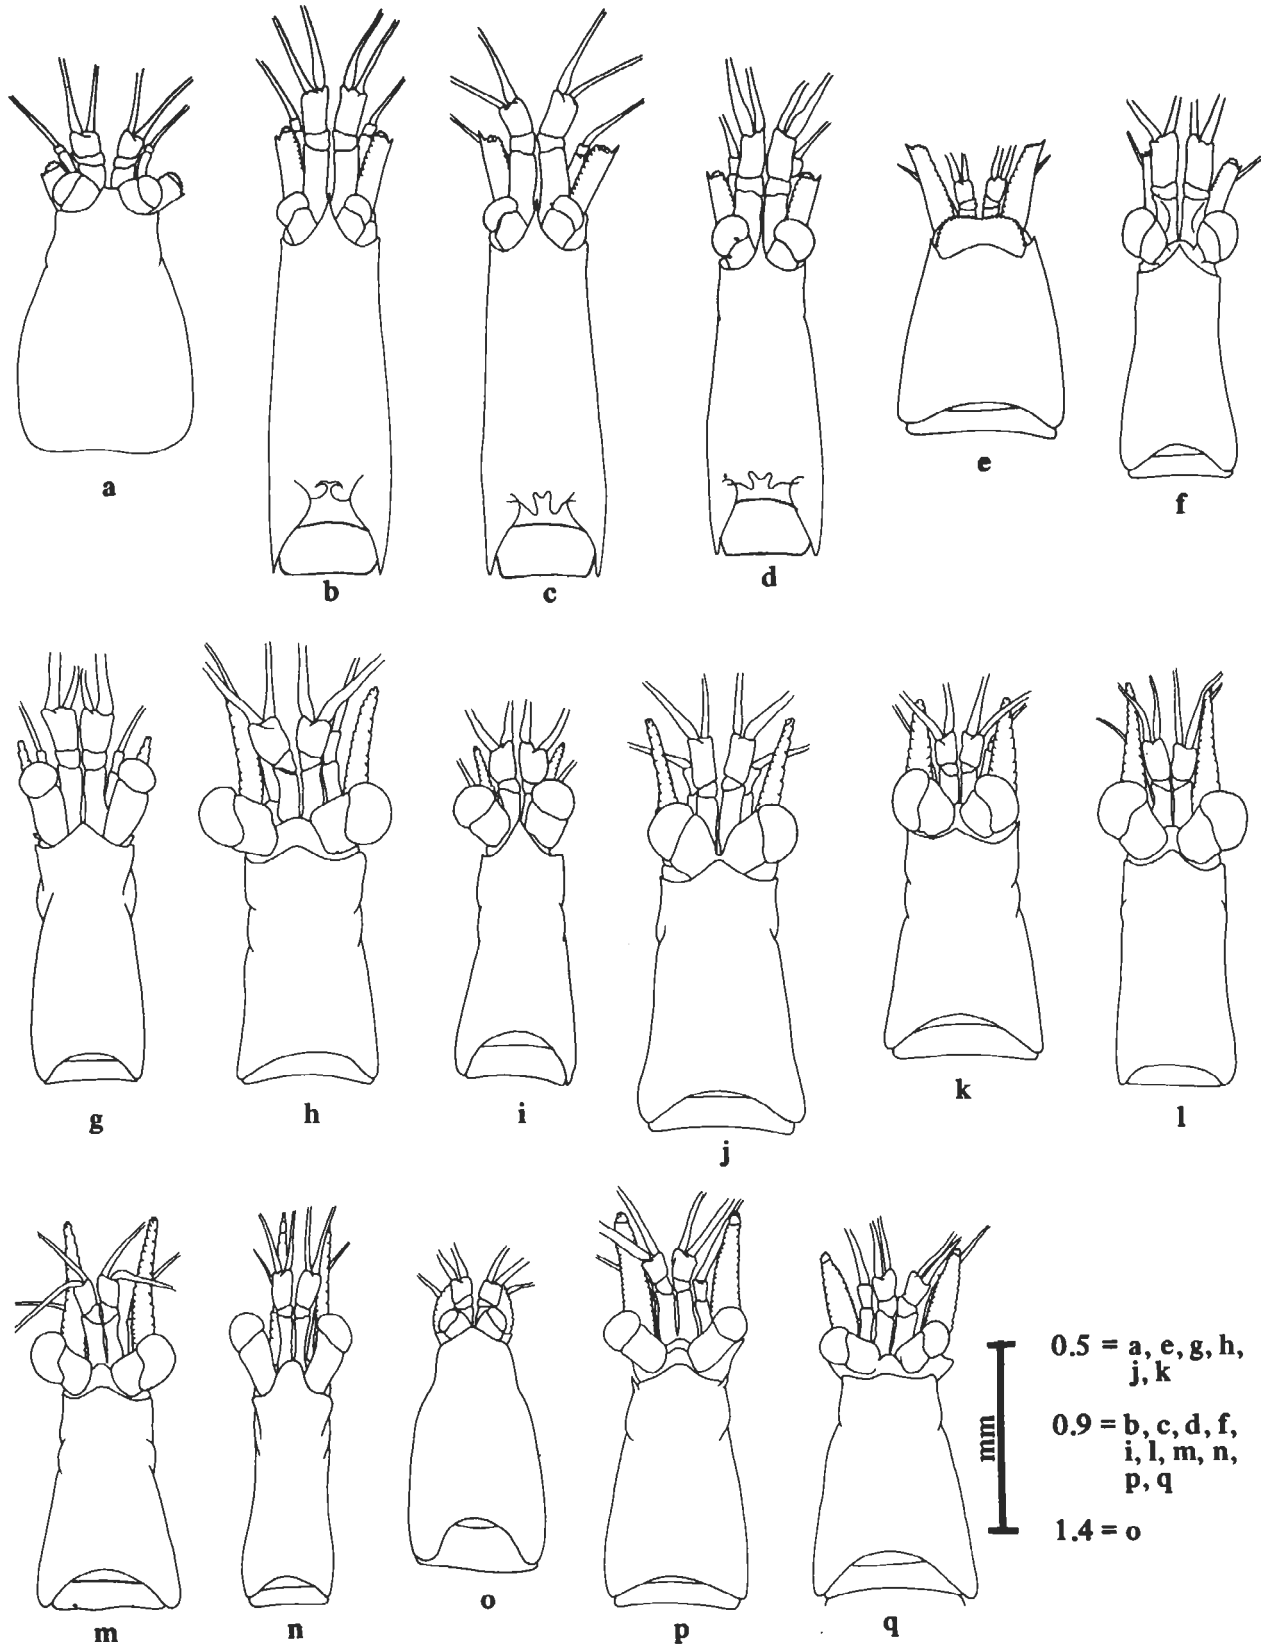 a
b
c
d
e
f
g
h
i
j
k
l
m
n
o
p
q
mm
0.5 = a, e, g, h,
j, k
0.9 = b, c, d, f,
i, l, m, n,
p, q
1.4 = o